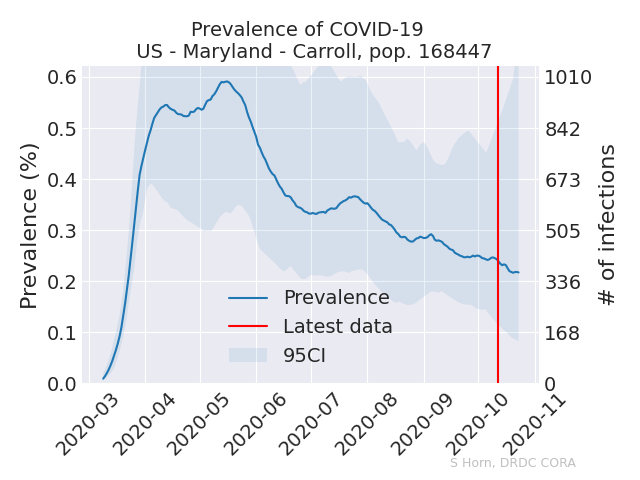 Prevalence of COVID-19
US - Maryland - Carroll, pop. 168447
Prevalence (%)
0.6
0.5
0.4
0.3
0.2
0.1
0.0
1010
842
673
505
336
168
0
# of infections
Prevalence
Latest data
95CI
2020-03
2020-04
2020-05
2020-06
2020-07
2020-08
2020-09
2020-10
2020-11
S Horn, DRDC CORA